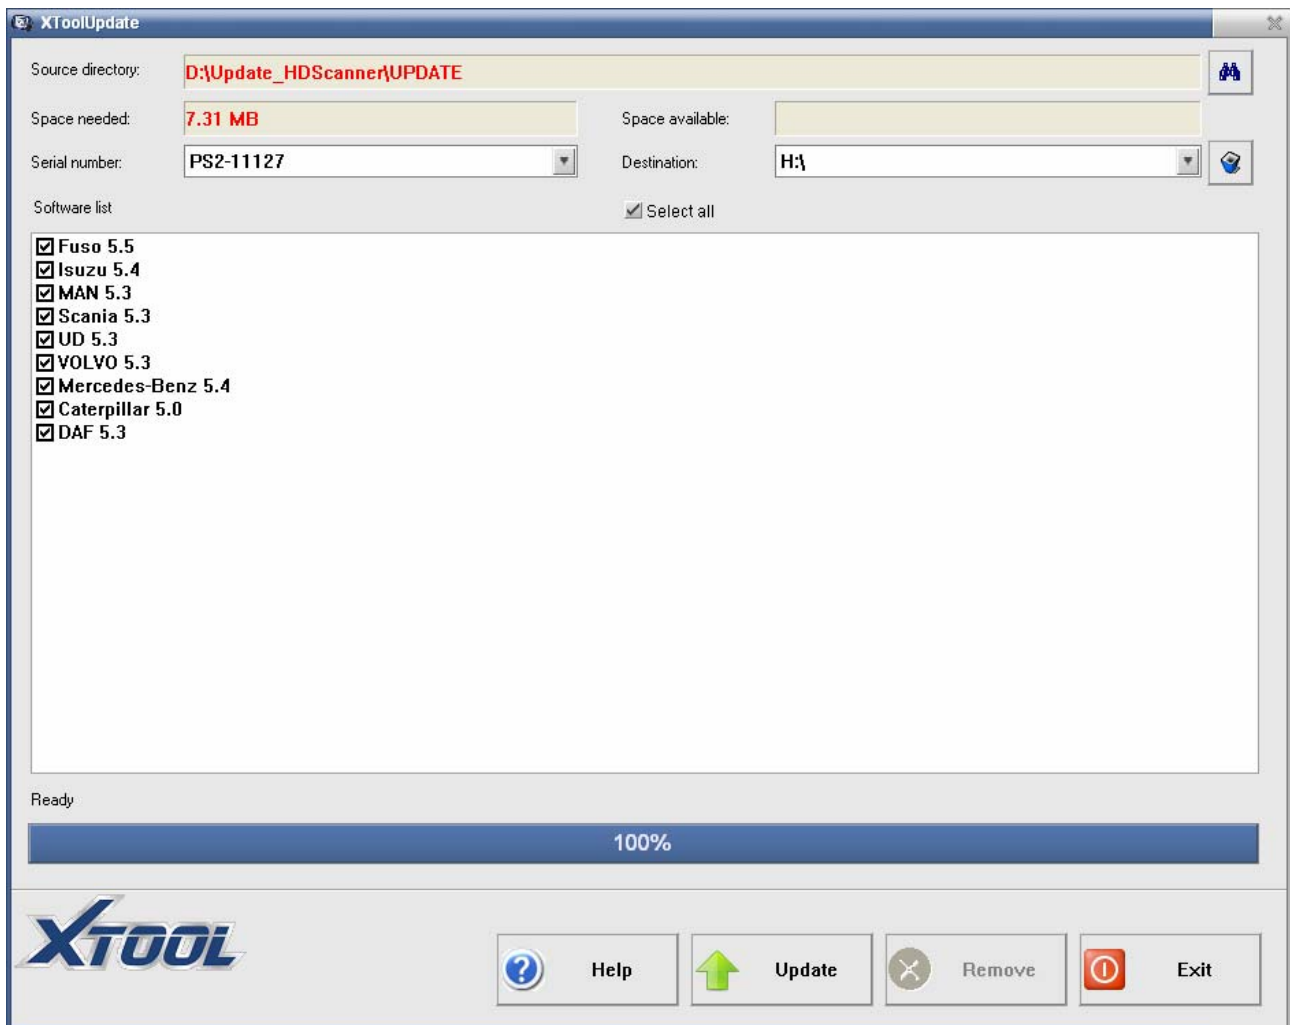 XToolUpdate
Source directory:
D:\Update_HDScanner\UPDATE
Space needed:
7.31 MB
Space available:
Serial number:
PS2-11127
Destination:
H:\
Software list
Select all
Fuso 5.5
Isuzu 5.4
MAN 5.3
Scania 5.3
UD 5.3
VOLVO 5.3
Mercedes-Benz 5.4
Caterpillar 5.0
DAF 5.3
Ready
100%
XTOOL
Help
Update
Remove
Exit